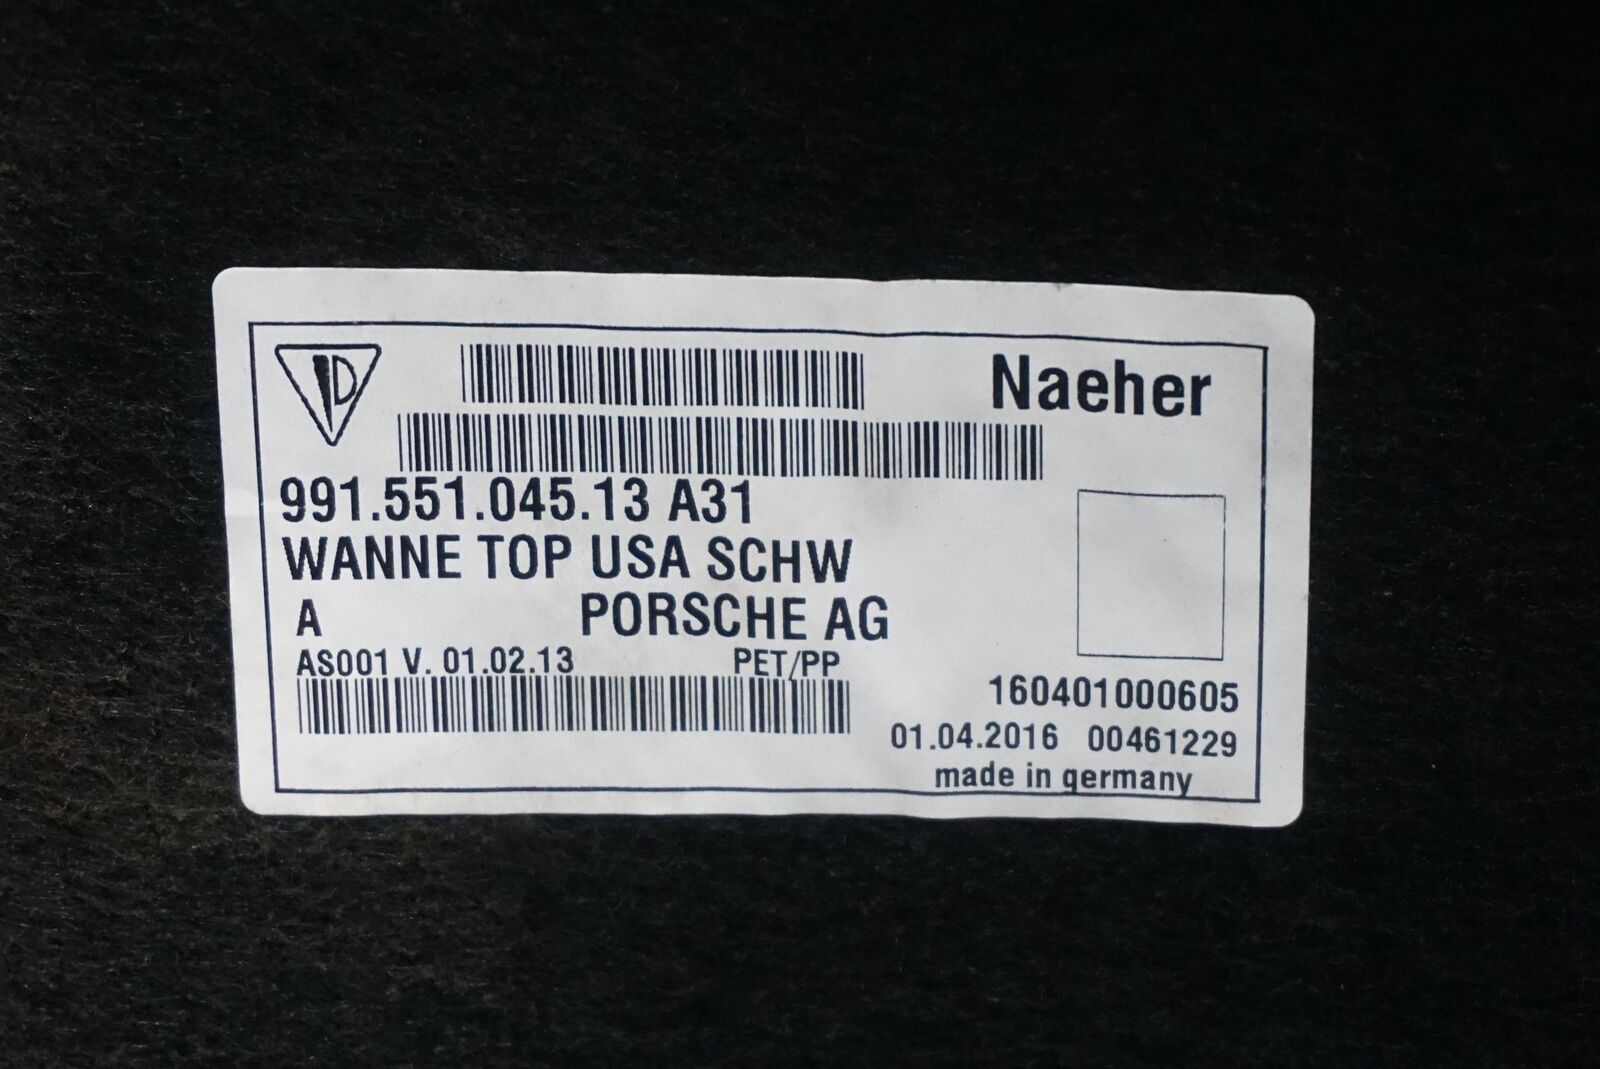 Naeher
991.551.045.13 A31
WANNE TOP USA SCHW
A PORSCHE AG
AS001 V. 01.02.13 PET/PP
160401000605
01.04.2016 00461229
made in germany